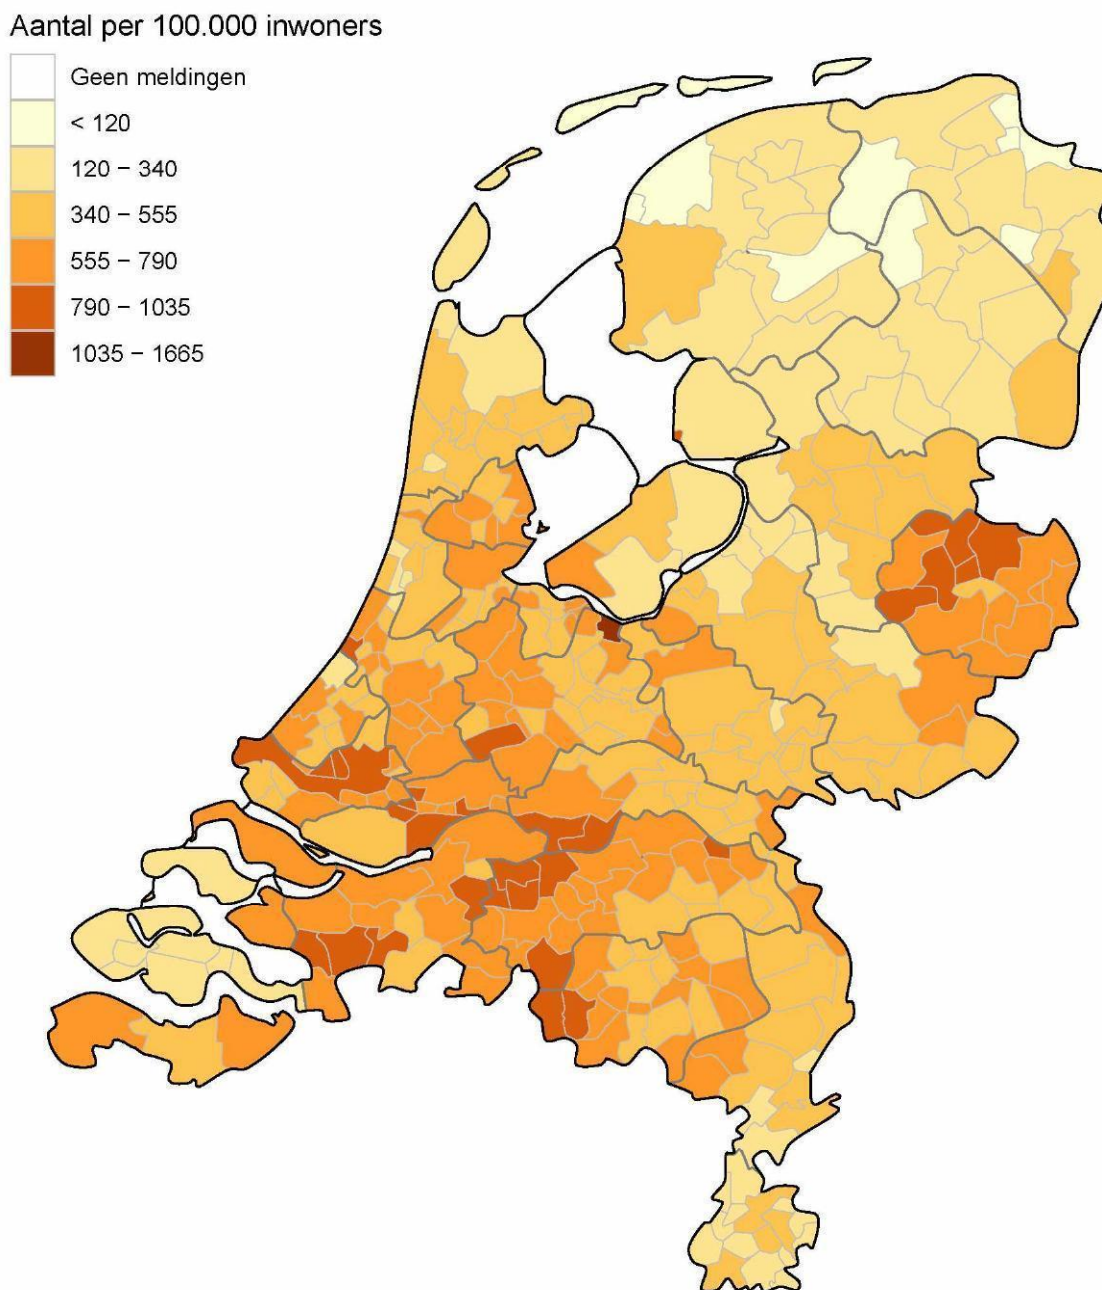 Aantal per 100.000 inwoners
Geen meldingen
< 120
120 − 340
340 − 555
555 − 790
790 − 1035
1035 − 1665